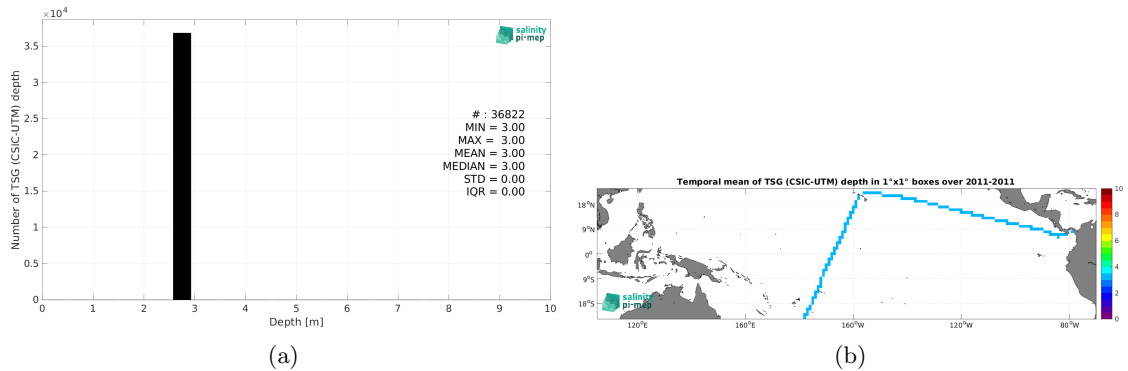 ×10⁴
3.5
3
2.5
2
1.5
1
0.5
0
0 1 2 3 4 5 6 7 8 9 10
Number of TSG (CSIC-UTM) depth
Depth [m]
salinity
pi-mep
# : 36822
MIN = 3.00
MAX = 3.00
MEAN = 3.00
MEDIAN = 3.00
STD = 0.00
IQR = 0.00
(a)
Temporal mean of TSG (CSIC-UTM) depth in 1°x1° boxes over 2011-2011
18°N
9°N
0°
9°S
18°S
120°E 160°E 160°W 120°W 80°W
salinity
pi-mep
10
8
6
4
2
0
(b)